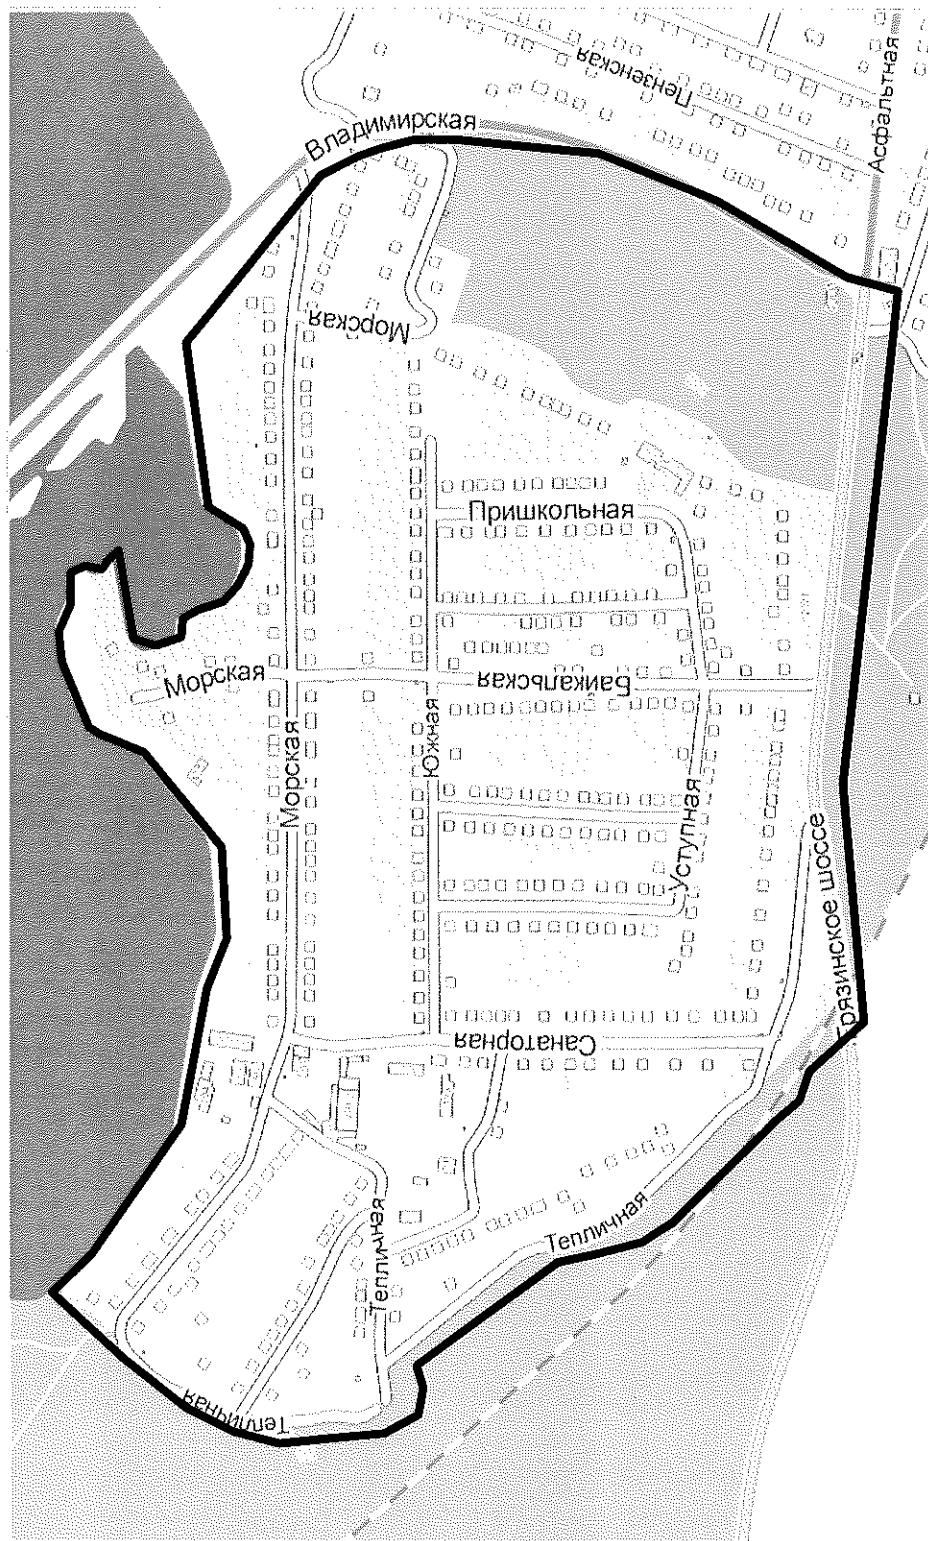 Пензенская
Асфальтная
Владимирская
Морская
Пришкольная
Морская
Байкальская
Морская
Южная
Уступная
Грязинское шоссе
Санаторная
Тепличная
Тепличная
Тепличная